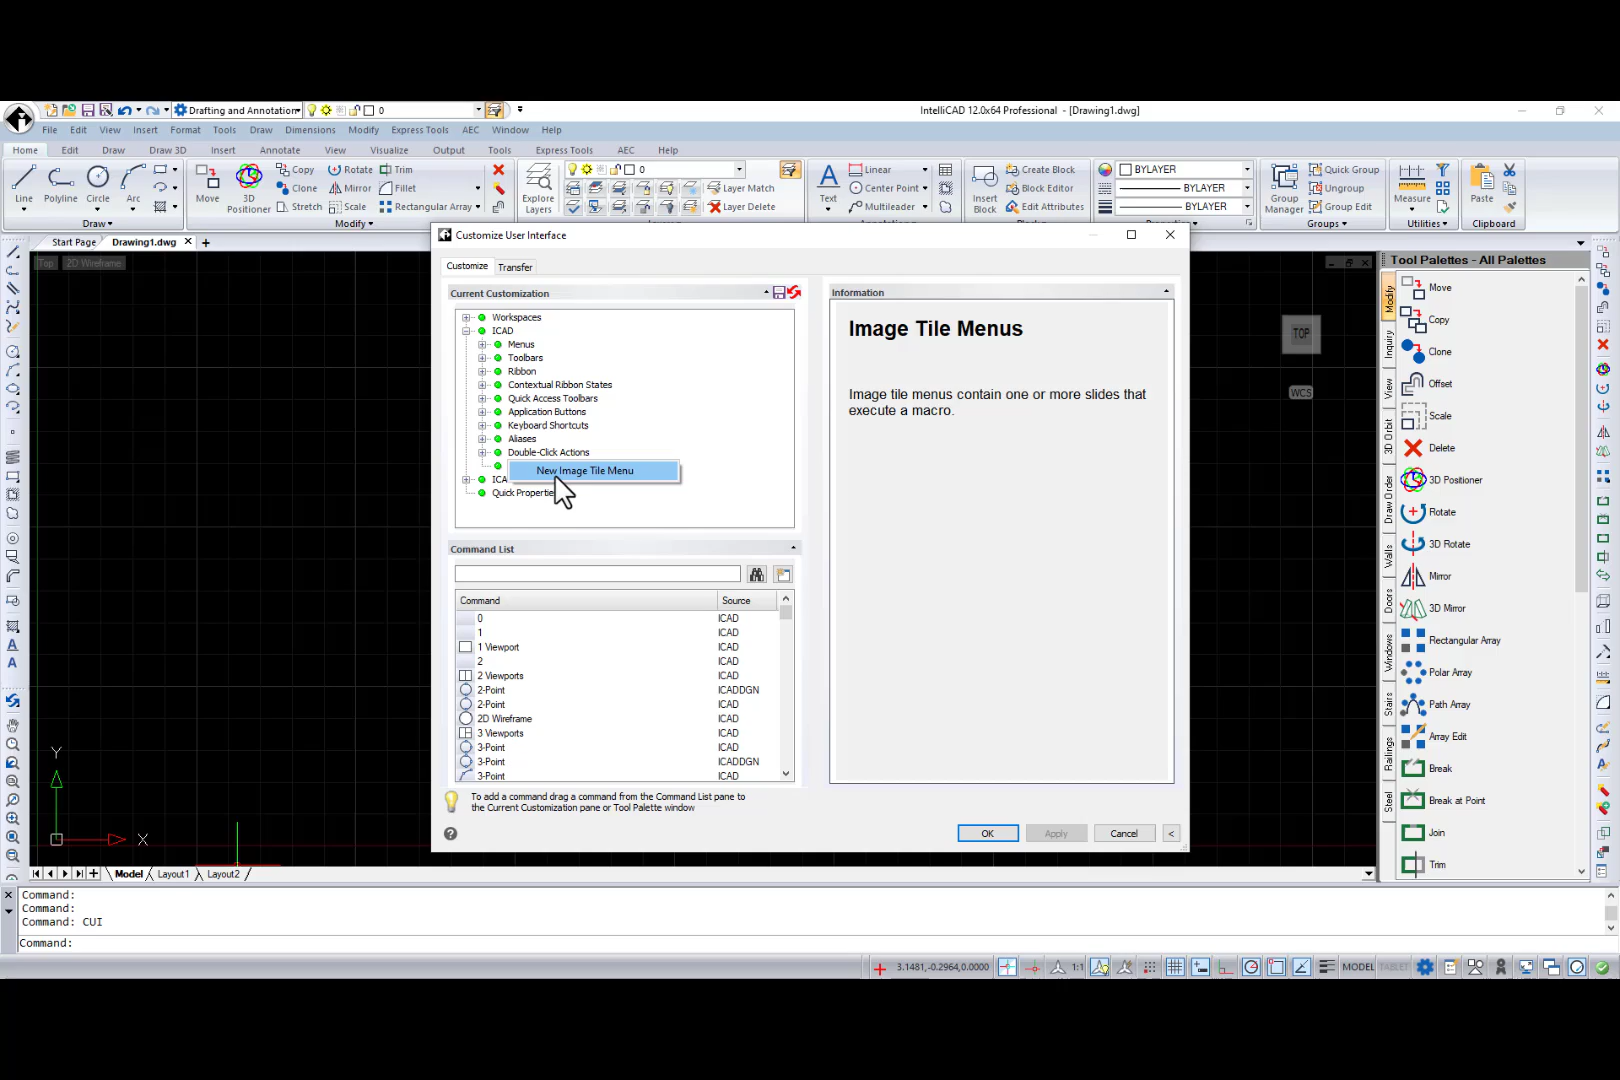 Drafting and Annotation
0
IntelliCAD 12.0x64 Professional - [Drawing1.dwg]
File Edit View Insert Format Tools Draw Dimensions Modify Express Tools AEC Window Help
Home Edit Draw Draw 3D Insert Annotate View Visualize Output Tools Express Tools AEC Help
Line
Polyline
Circle
Arc
Draw
Move
3D Positioner
Copy
Clone
Stretch
Rotate
Mirror
Scale
Trim
Fillet
Rectangular Array
Modify
Explore Layers
0
Layer Match
Layer Delete
Text
Linear
Center Point
Multileader
Insert Block
Create Block
Block Editor
Edit Attributes
BYLAYER
BYLAYER
BYLAYER
Group Manager
Quick Group
Ungroup
Group Edit
Groups
Measure
Utilities
Paste
Clipboard
Start Page
Drawing1.dwg
Top
2D Wireframe
Customize User Interface
Customize
Transfer
Current Customization
Workspaces
ICAD
Menus
Toolbars
Ribbon
Contextual Ribbon States
Quick Access Toolbars
Application Buttons
Keyboard Shortcuts
Aliases
Double-Click Actions
New Image Tile Menu
ICA
Quick Propertie
Command List
Command Source
0 ICAD
1 ICAD
1 Viewport ICAD
2 ICAD
2 Viewports ICAD
2-Point ICADDGN
2-Point ICAD
2D Wireframe ICAD
3 Viewports ICAD
3-Point ICAD
3-Point ICADDGN
3-Point ICAD
To add a command drag a command from the Command List pane to
the Current Customization pane or Tool Palette window
Information
Image Tile Menus
Image tile menus contain one or more slides that
execute a macro.
OK
Apply
Cancel
<
TOP
WCS
Tool Palettes - All Palettes
Modify
Inquiry
View
3D Orbit
Draw Order
Walls
Doors
Windows
Stairs
Railings
Steel
Move
Copy
Clone
Offset
Scale
Delete
3D Positioner
Rotate
3D Rotate
Mirror
3D Mirror
Rectangular Array
Polar Array
Path Array
Array Edit
Break
Break at Point
Join
Trim
Y
X
Model
Layout1
Layout2
Command:
Command:
Command: CUI
Command:
3.1481,-0.2964,0.0000
1:1
MODEL
TABLET